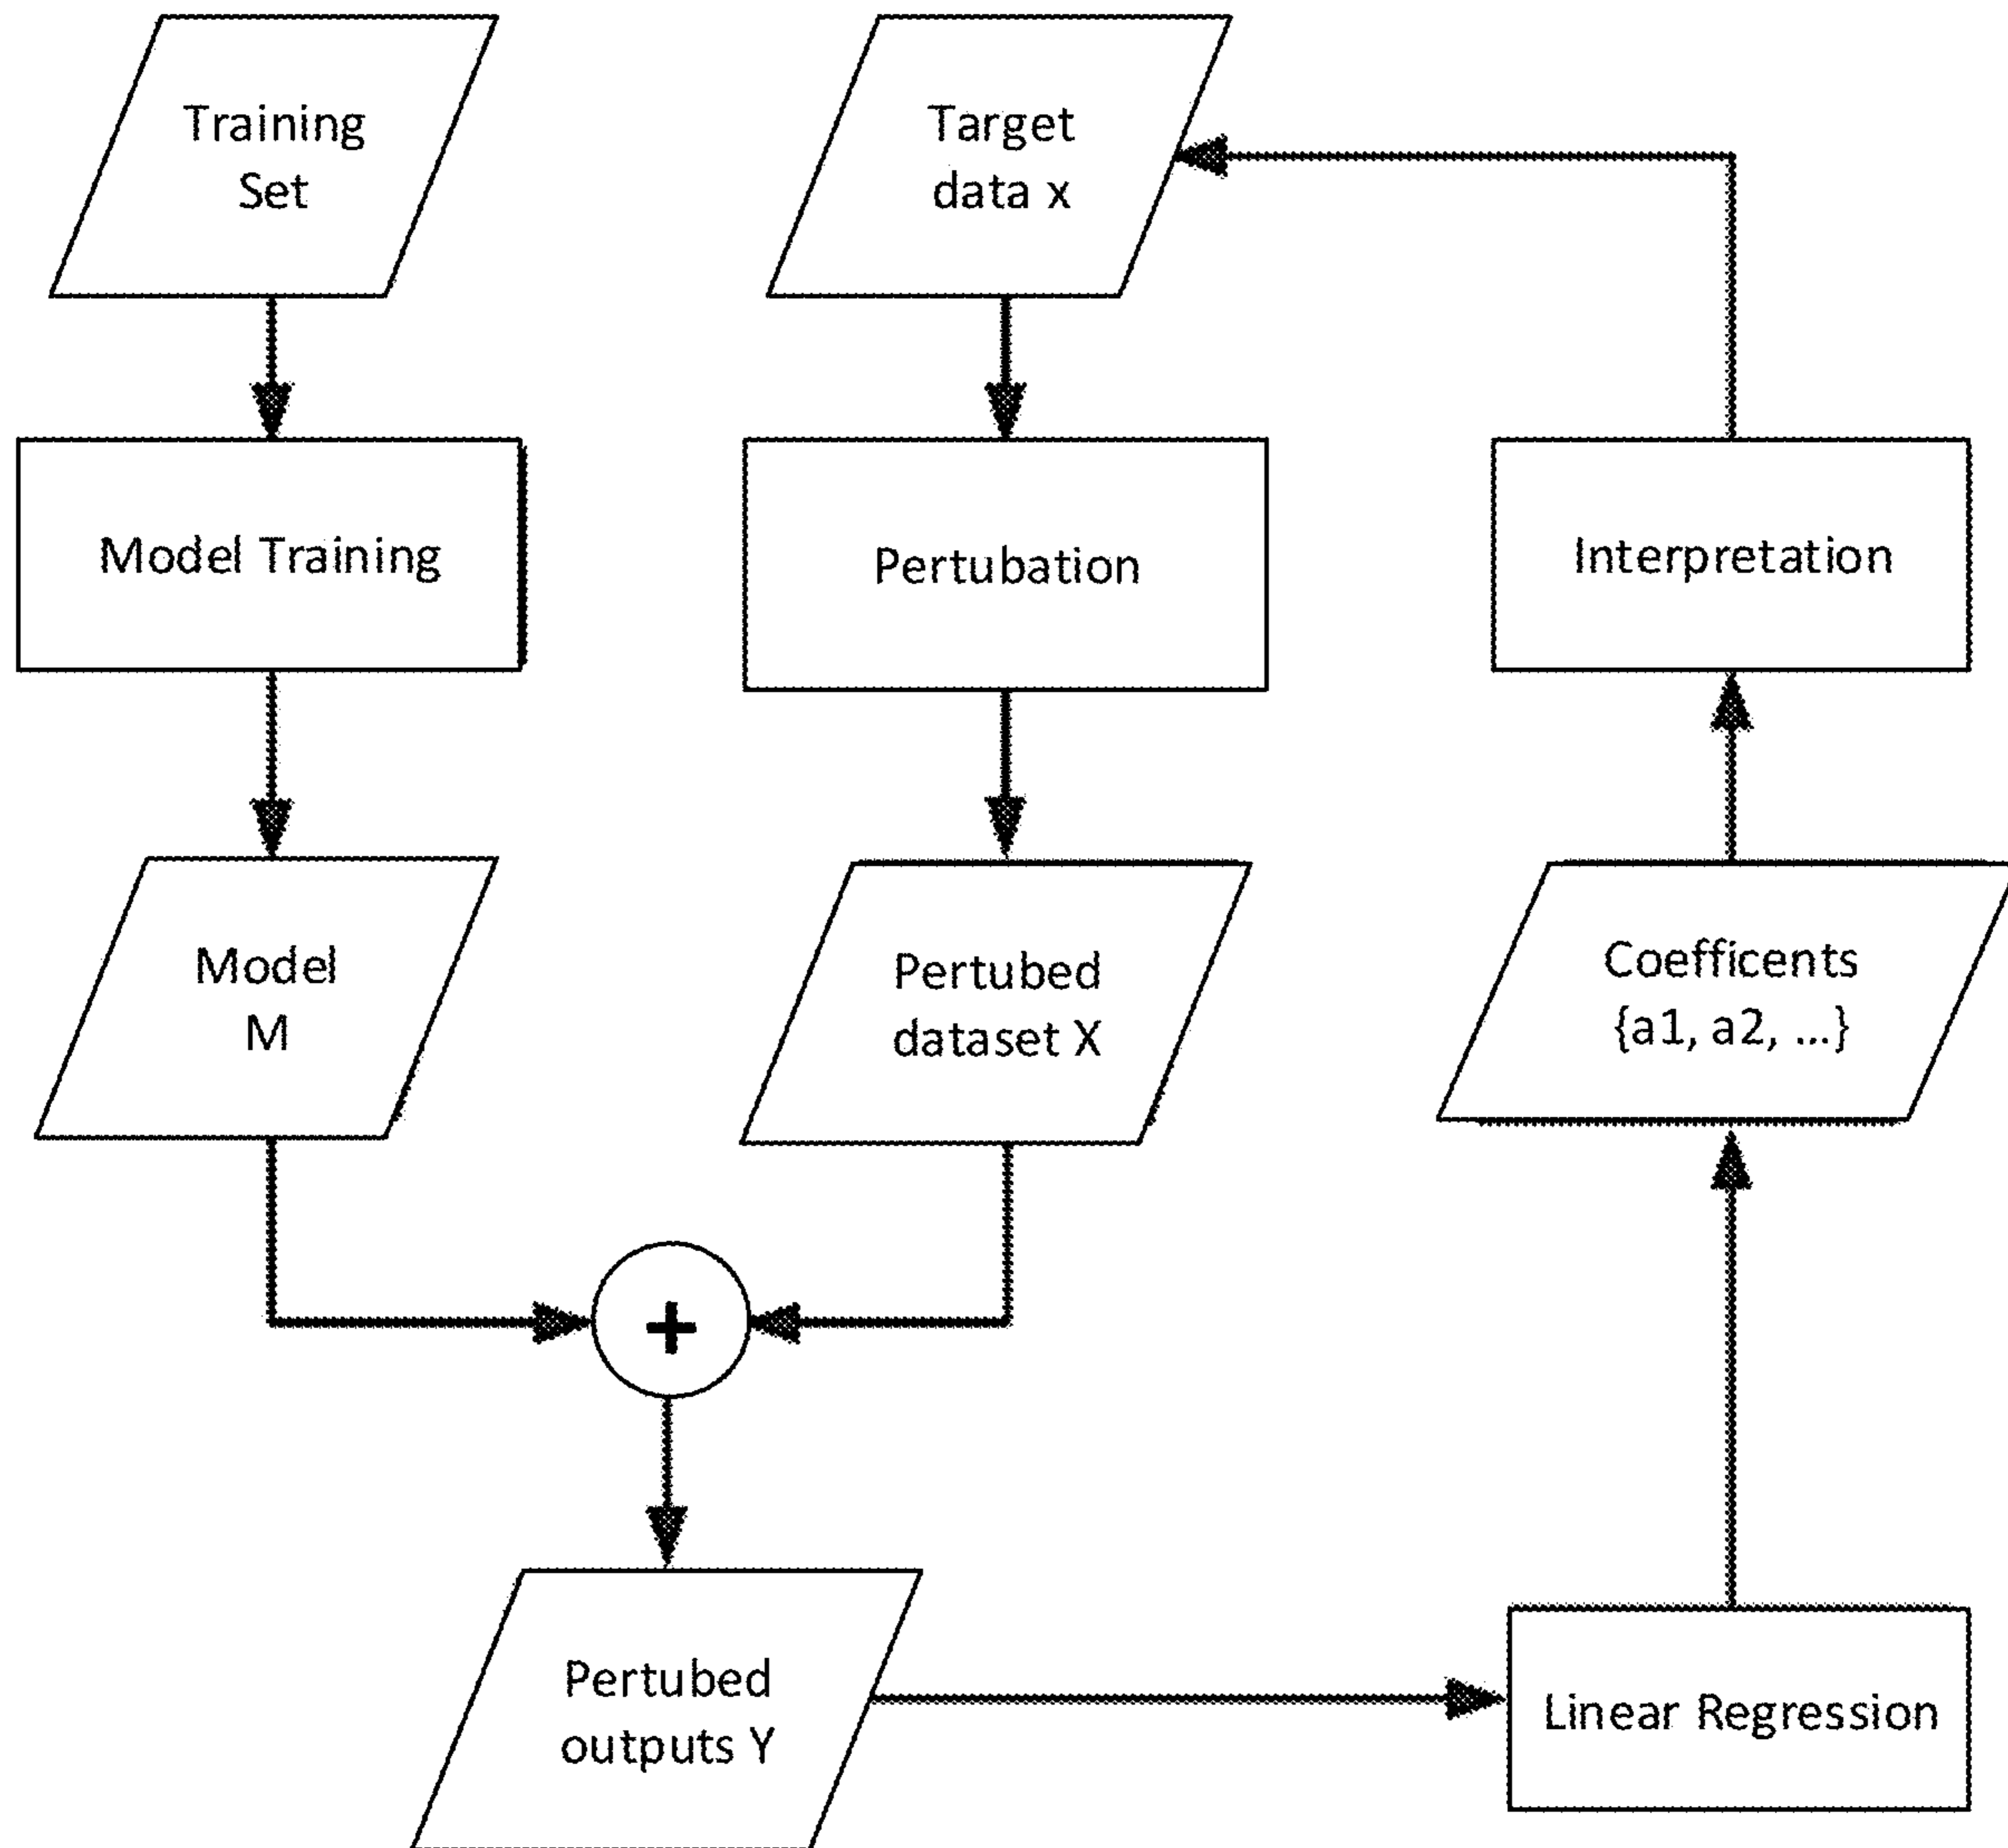 Training
Set
Target
data x
Model Training
Pertubation
Interpretation
Model
M
Pertubed
dataset X
Coefficents
{a1, a2, ...}
+
Pertubed
outputs Y
Linear Regression